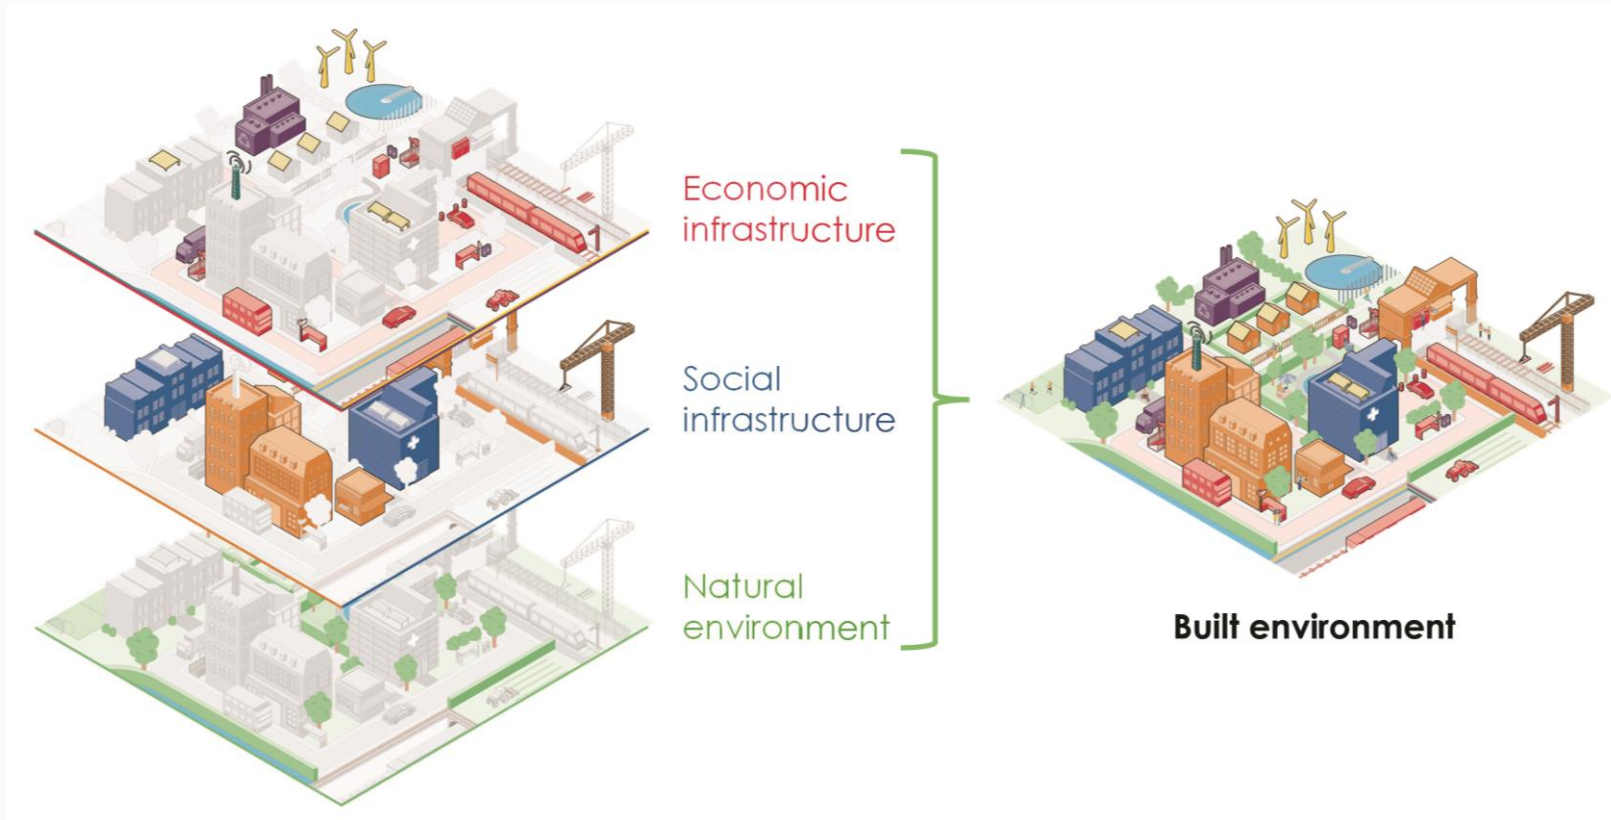 Economic
infrastructure
Social
infrastructure
Natural
environment
Built environment